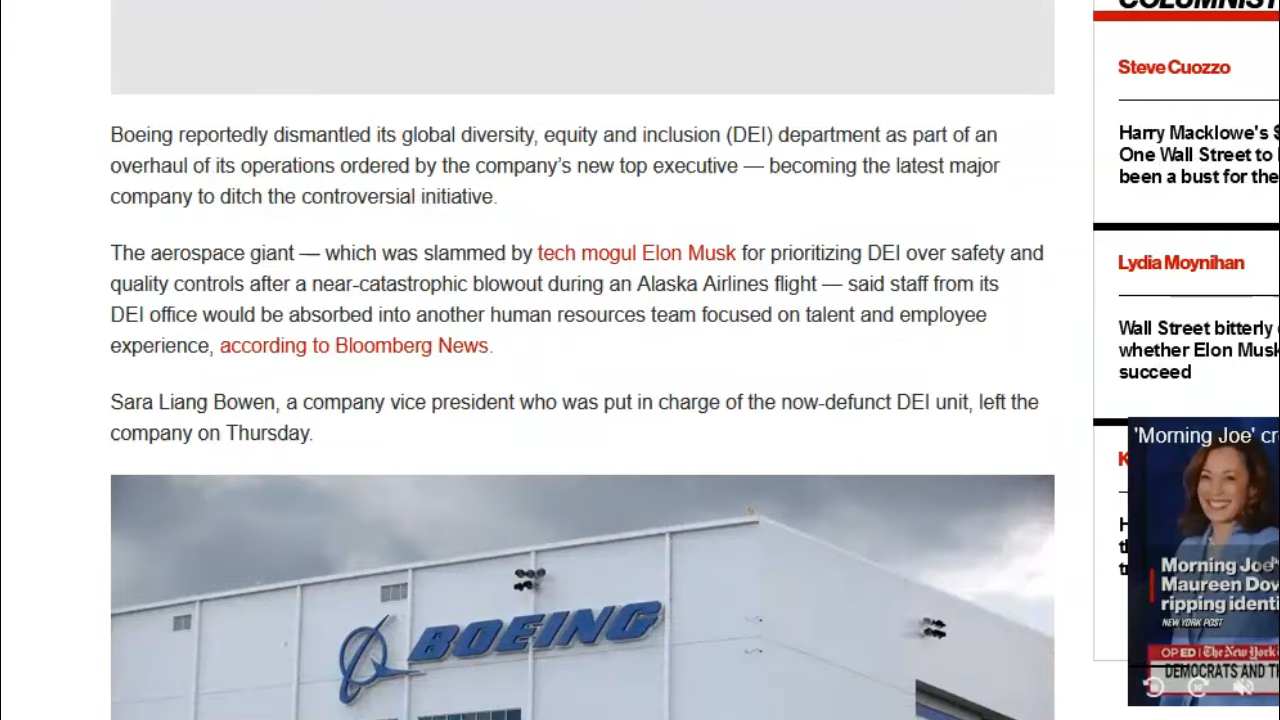 COLUMNIST
Boeing reportedly dismantled its global diversity, equity and inclusion (DEI) department as part of an
overhaul of its operations ordered by the company’s new top executive — becoming the latest major
company to ditch the controversial initiative.
The aerospace giant — which was slammed by tech mogul Elon Musk for prioritizing DEI over safety and
quality controls after a near-catastrophic blowout during an Alaska Airlines flight — said staff from its
DEI office would be absorbed into another human resources team focused on talent and employee
experience, according to Bloomberg News.
Sara Liang Bowen, a company vice president who was put in charge of the now-defunct DEI unit, left the
company on Thursday.
BOEING
Steve Cuozzo
Harry Macklowe's
One Wall Street to
been a bust for the
Lydia Moynihan
Wall Street bitterly
whether Elon Musk
succeed
'Morning Joe' cr
Morning Joe'
Maureen Dow
ripping identi
NEW YORK POST
OP ED | The New York
DEMOCRATS AND T